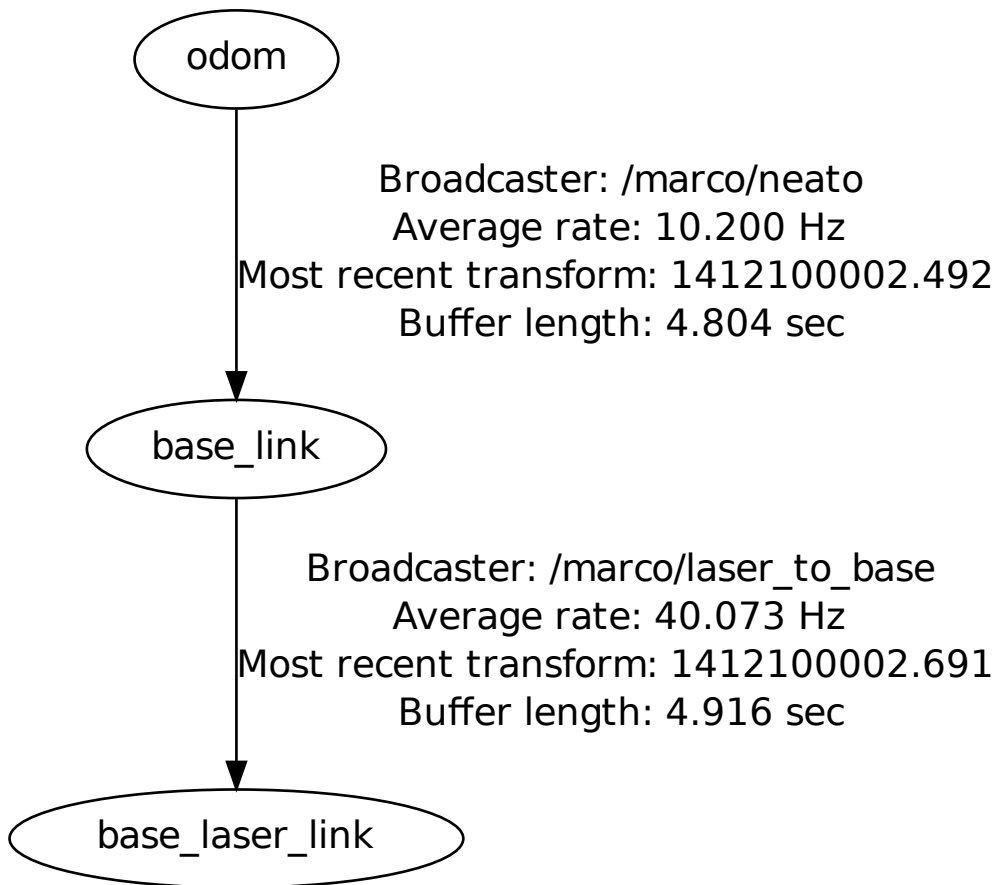 odom
Broadcaster: /marco/neato
Average rate: 10.200 Hz
Most recent transform: 1412100002.492
Buffer length: 4.804 sec
base_link
Broadcaster: /marco/laser_to_base
Average rate: 40.073 Hz
Most recent transform: 1412100002.691
Buffer length: 4.916 sec
base_laser_link